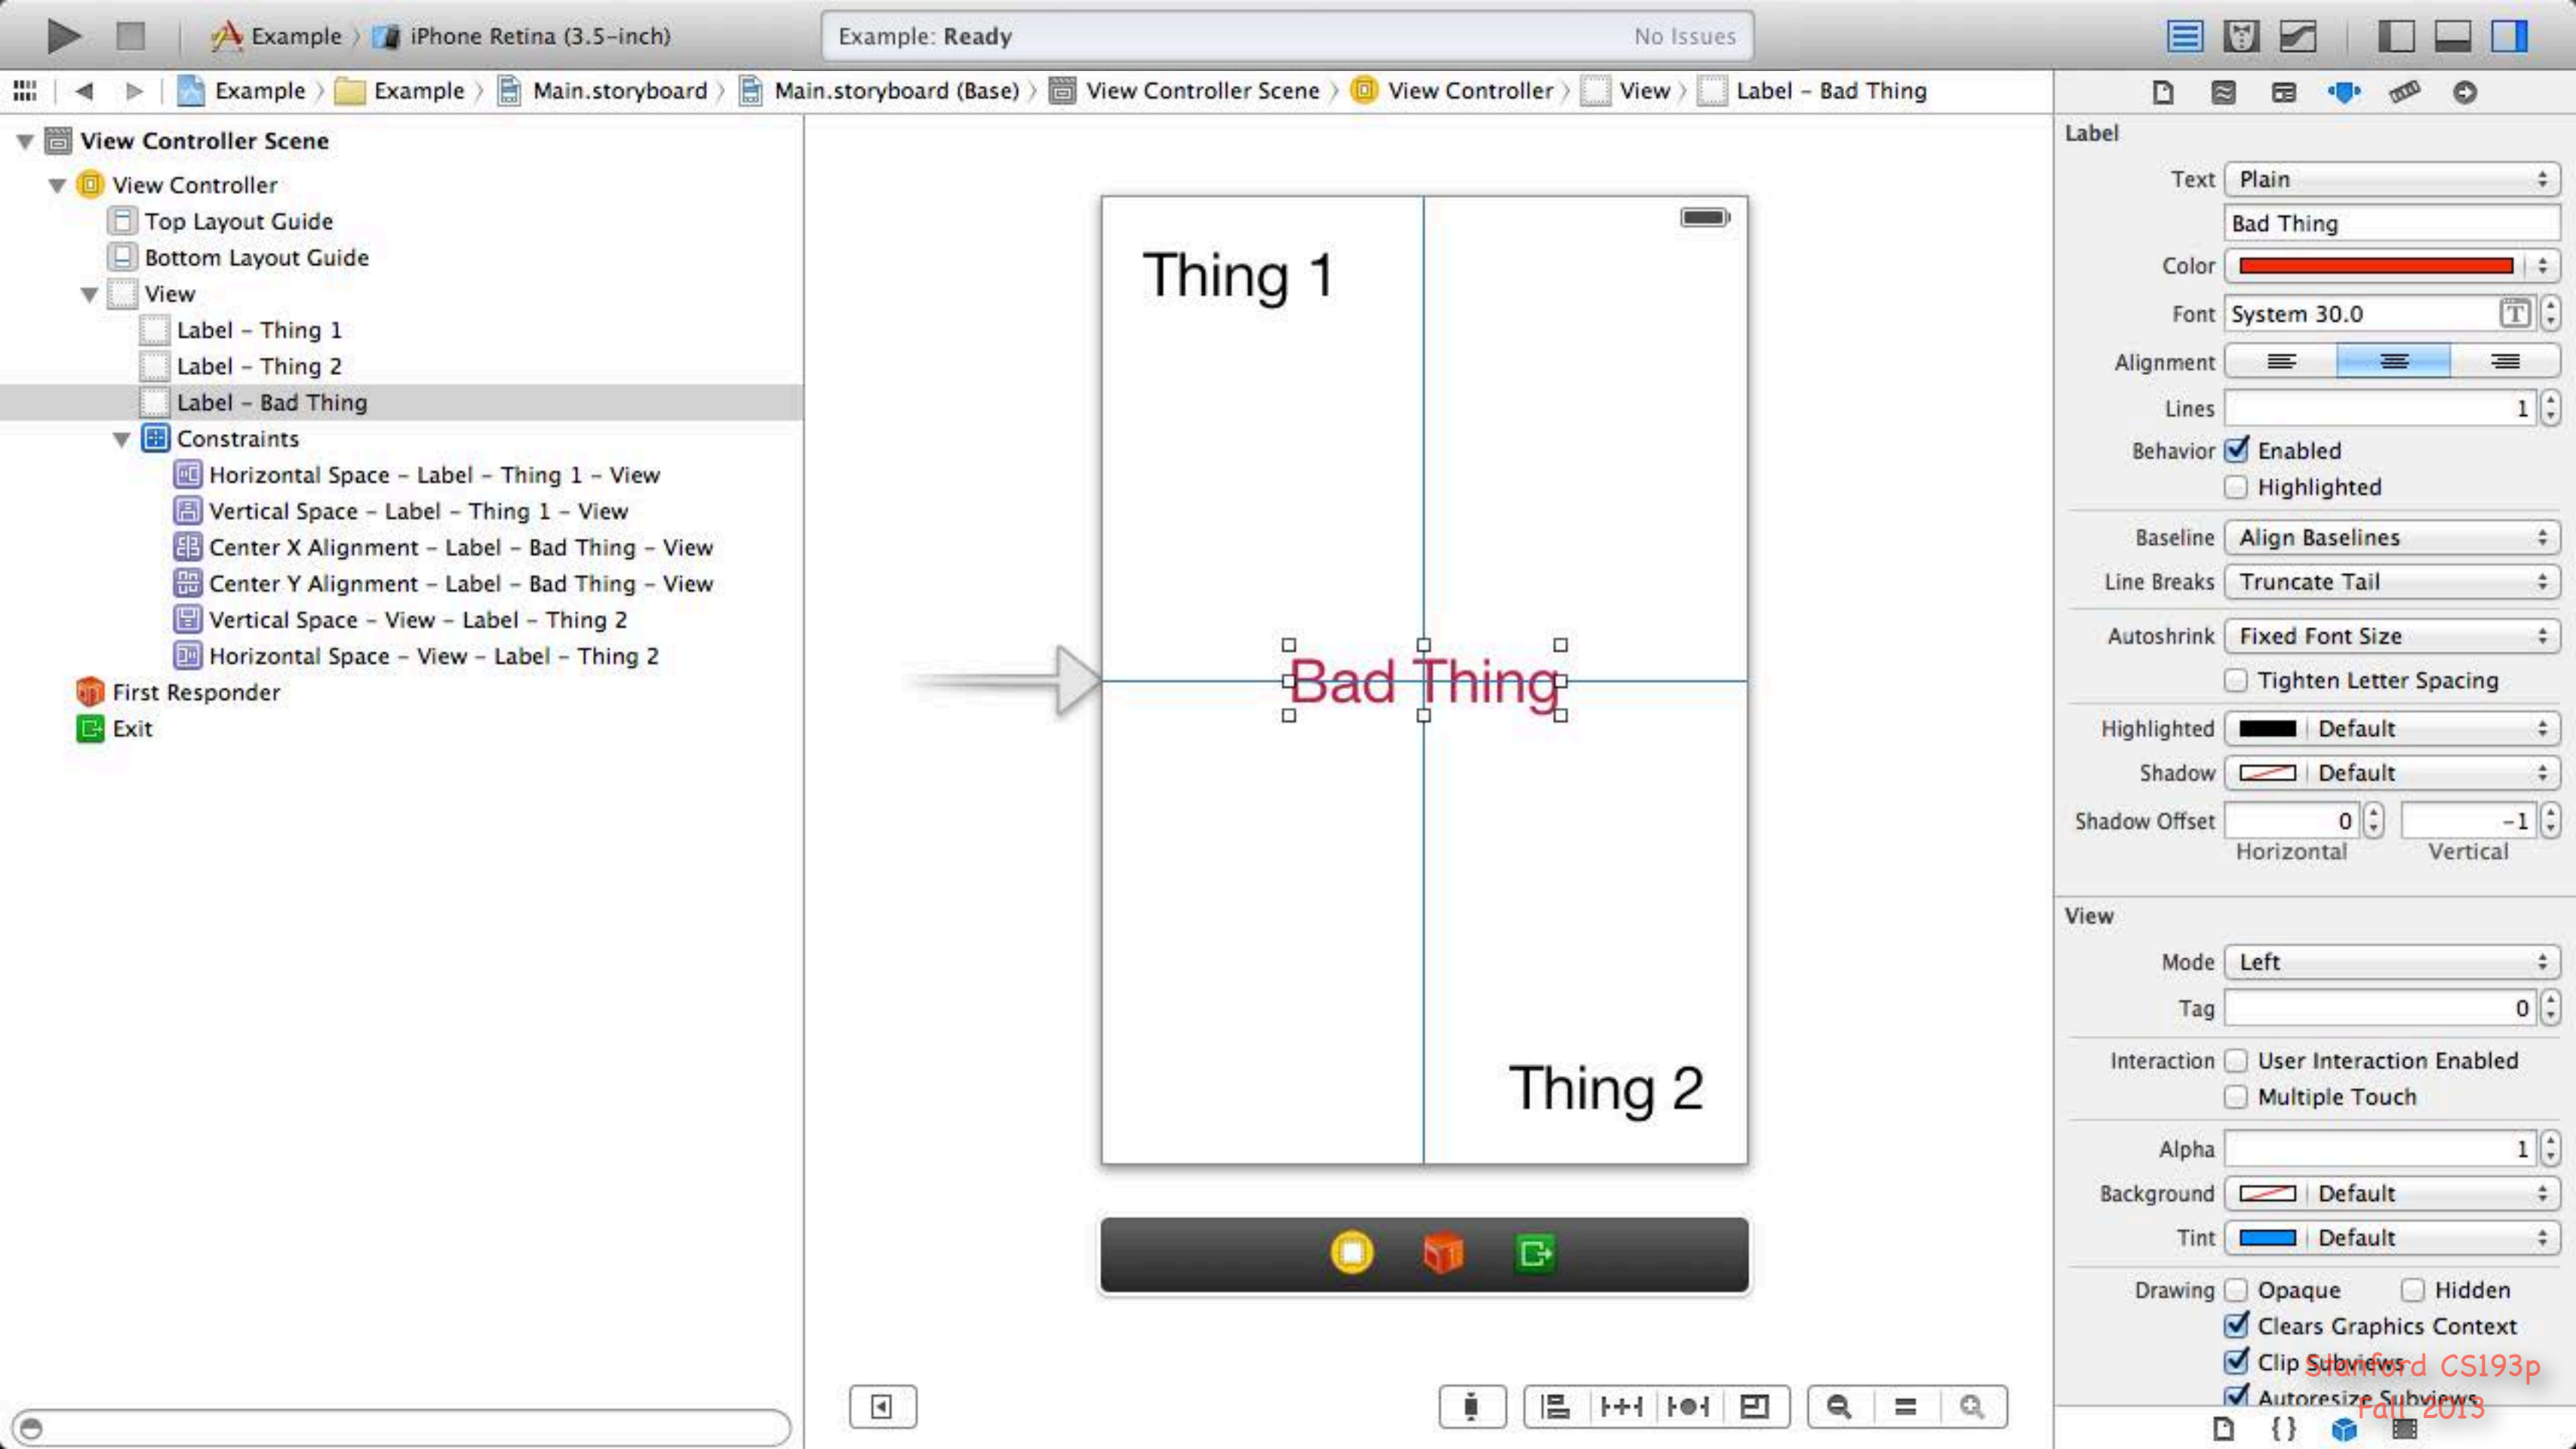 Example
iPhone Retina (3.5-inch)
Example: Ready
No Issues
Example
Example
Main.storyboard
Main.storyboard (Base)
View Controller Scene
View Controller
View
Label - Bad Thing
View Controller Scene
View Controller
Top Layout Guide
Bottom Layout Guide
View
Label - Thing 1
Label - Thing 2
Label - Bad Thing
Constraints
Horizontal Space - Label - Thing 1 - View
Vertical Space - Label - Thing 1 - View
Center X Alignment - Label - Bad Thing - View
Center Y Alignment - Label - Bad Thing - View
Vertical Space - View - Label - Thing 2
Horizontal Space - View - Label - Thing 2
First Responder
Exit
Thing 1
Bad Thing
Thing 2
Label
Text Plain
Bad Thing
Color
Font System 30.0 T
Alignment
Lines 1
Behavior Enabled
Highlighted
Baseline Align Baselines
Line Breaks Truncate Tail
Autoshrink Fixed Font Size
Tighten Letter Spacing
Highlighted Default
Shadow Default
Shadow Offset 0 -1
Horizontal Vertical
View
Mode Left
Tag 0
Interaction User Interaction Enabled
Multiple Touch
Alpha 1
Background Default
Tint Default
Drawing Opaque Hidden
Clears Graphics Context
Clip Subviews
Autoresize Subviews
Stanford CS193p
Fall 2013
{ }